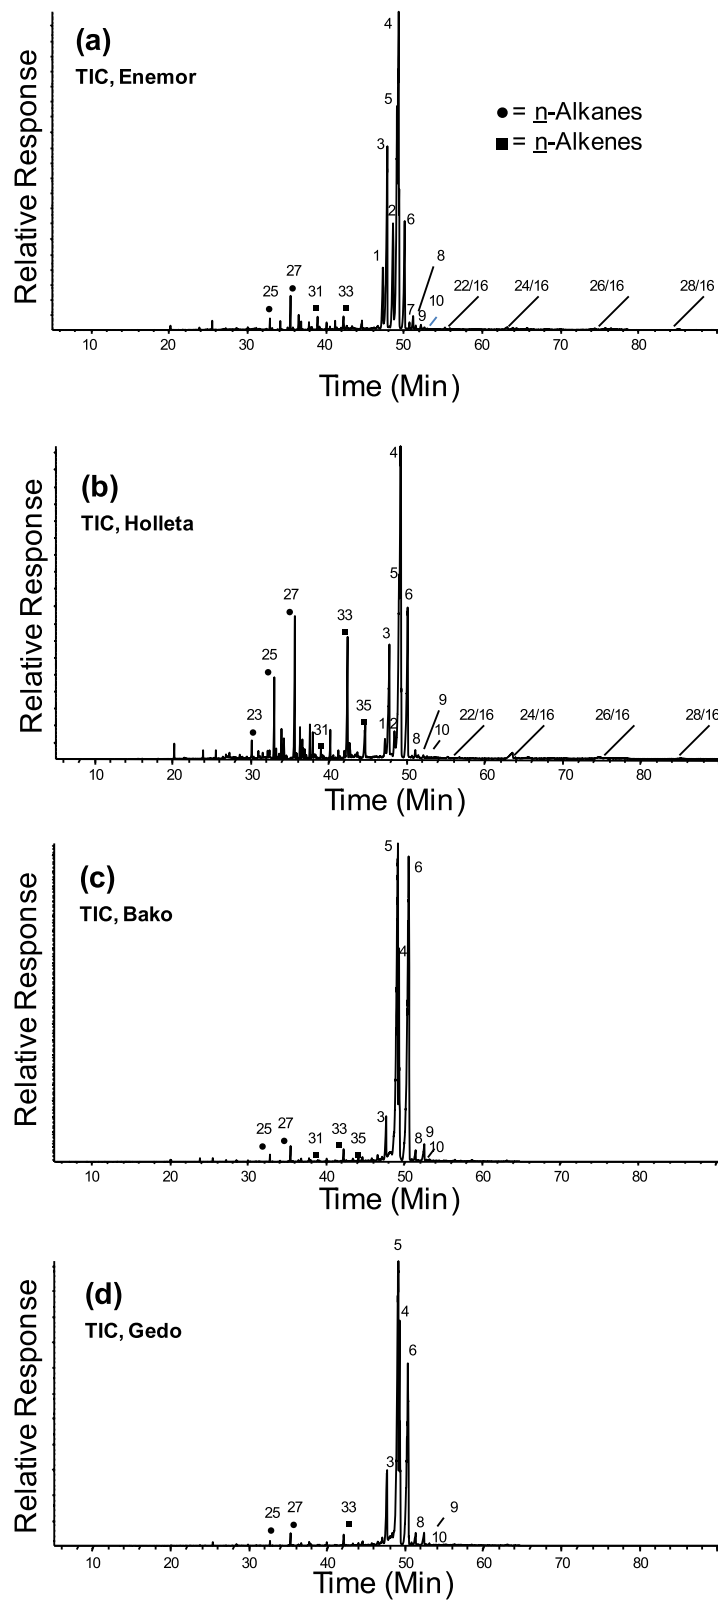 (a)
TIC, Enemor
Relative Response
● = n-Alkanes
■ = n-Alkenes
4
5
3
2
6
1
8
25
27
31
33
7
9
10
22/16
24/16
26/16
28/16
10 20 30 40 50 60 70 80
Time (Min)
(b)
TIC, Holleta
Relative Response
4
5
27
6
33
3
25
35
9
23
31
1
2
8
10
22/16
24/16
26/16
28/16
10 20 30 40 50 60 70 80
Time (Min)
(c)
TIC, Bako
Relative Response
5
6
4
3
25
27
31
33
35
8
9
10
10 20 30 40 50 60 70 80
Time (Min)
(d)
TIC, Gedo
Relative Response
5
4
6
3
25
27
33
8
9
10
10 20 30 40 50 60 70 80
Time (Min)